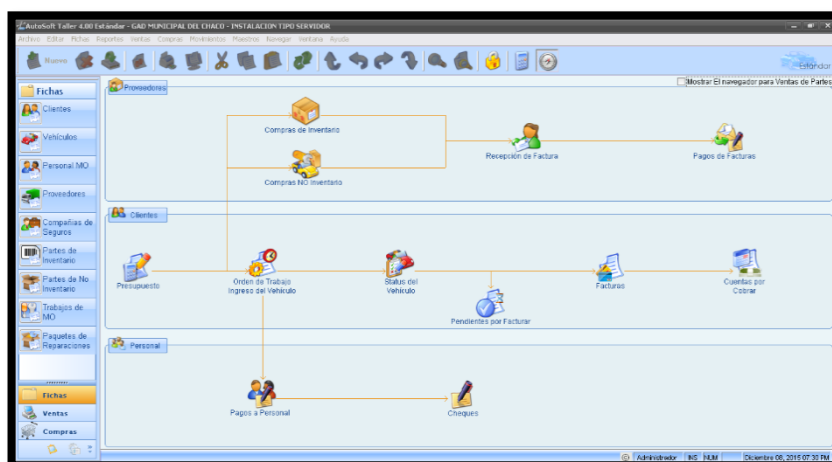 AutoSoft Taller 4.00 Estándar - GAD MUNICIPAL DEL CHACO - INSTALACION TIPO SERVIDOR
Archivo Editar Fichas Reportes Ventas Compras Movimientos Maestros Navegar Ventana Ayuda
Nuevo
Estándar
Mostrar El navegador para Ventas de Partes
Fichas
Clientes
Vehículos
Personal MO
Proveedores
Compañías de
Seguros
Partes de
Inventario
Partes de No
Inventario
Trabajos de
MO
Paquetes de
Reparaciones
Fichas
Ventas
Compras
Proveedores
Compras de Inventario
Compras NO Inventario
Recepción de Factura
Pagos de Facturas
Clientes
Presupuesto
Orden de Trabajo
Ingreso del Vehículo
Status del
Vehículo
Pendientes por Facturar
Facturas
Cuentas por
Cobrar
Personal
Pagos a Personal
Cheques
Administrador INS NUM Diciembre 08, 2015 07:30 PM